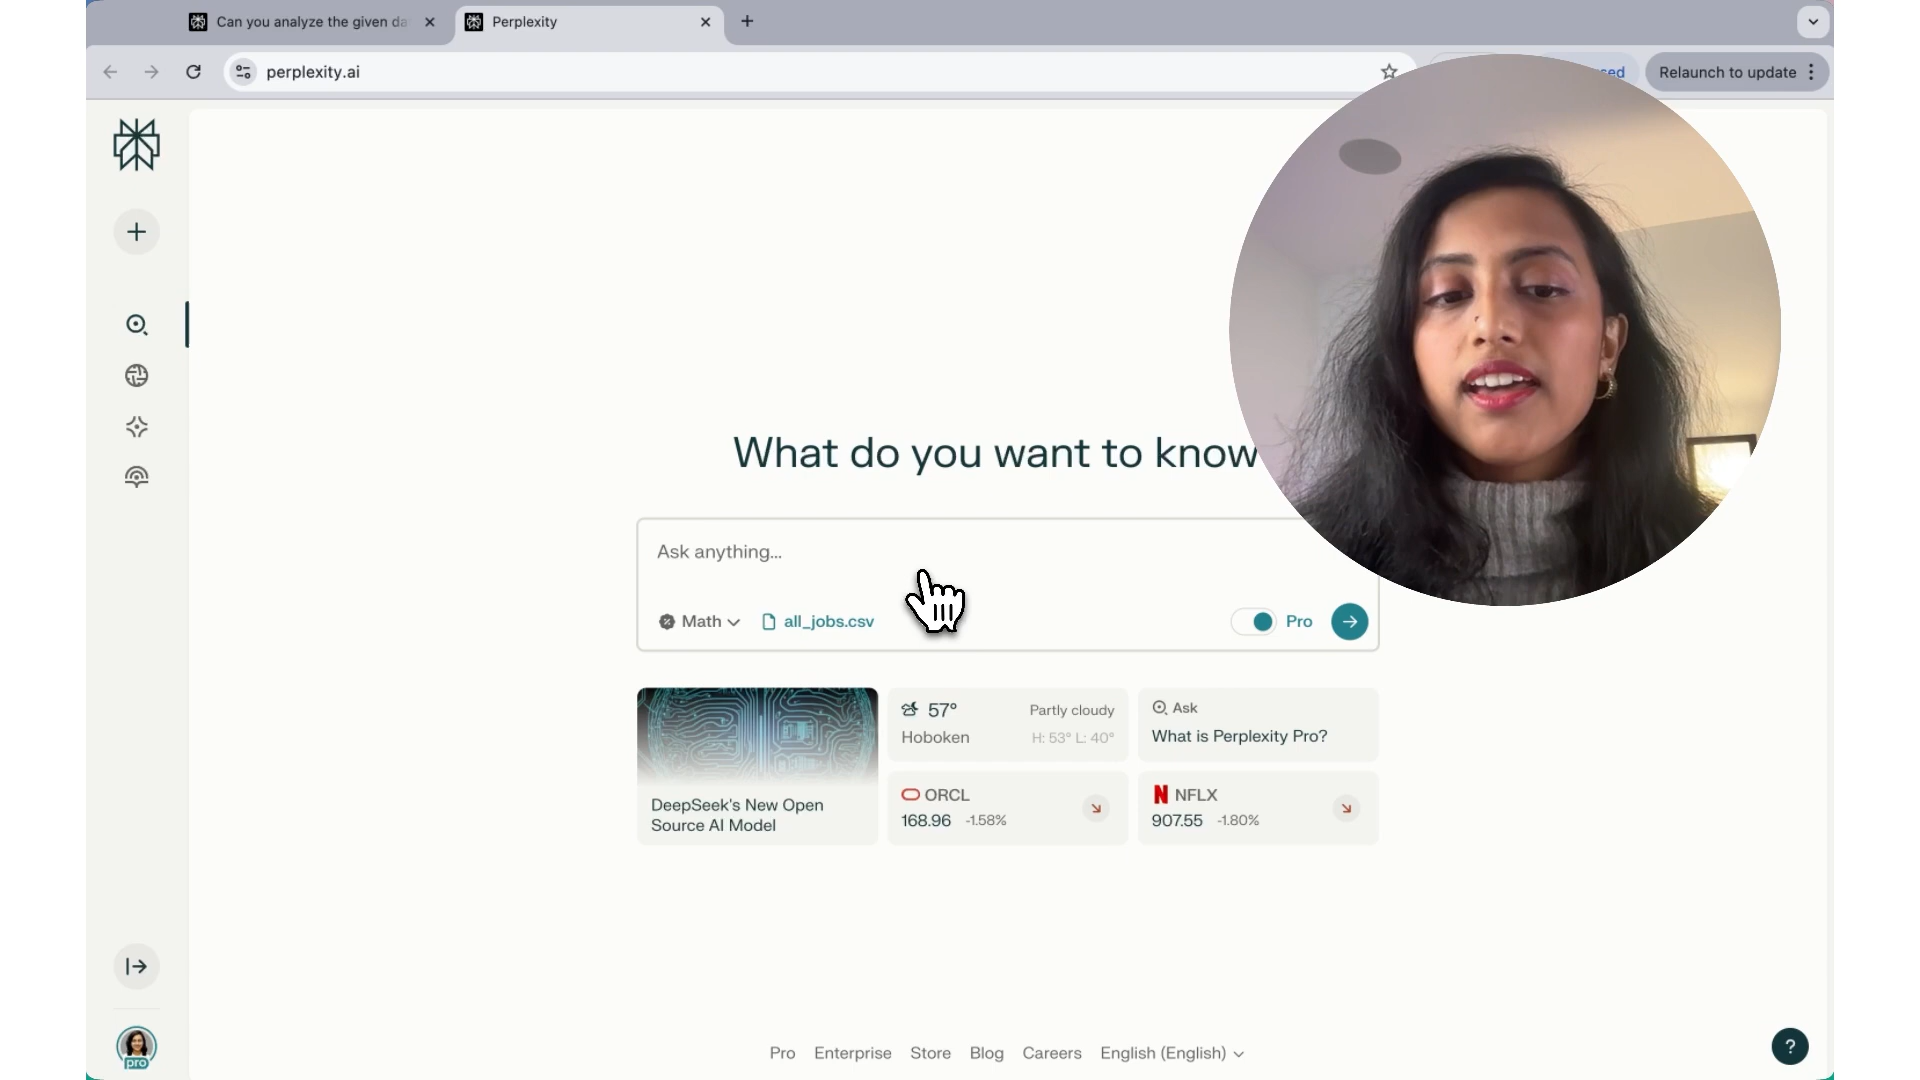 Can you analyze the given da
Perplexity
perplexity.ai
sed
Relaunch to update
What do you want to know
Ask anything...
Math
all_jobs.csv
Pro
57°
Partly cloudy
Hoboken
H: 53° L: 40°
Ask
What is Perplexity Pro?
DeepSeek's New Open
Source AI Model
ORCL
168.96 -1.58%
NFLX
907.55 -1.80%
pro
Pro Enterprise Store Blog Careers English (English)
?